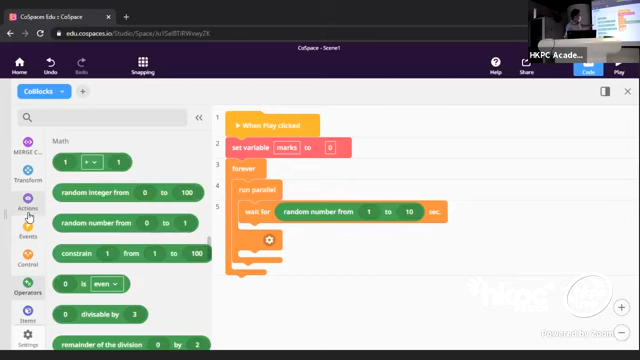 CoSpaces Edu :: CoSpace
edu.cospaces.io/Studio/Space/
CoSpace - Scene1
HKPC Acade...
Home
Undo
Redo
Snapping
Help
Share
Code
Play
CoBlocks
MERGE C...
Transform
Actions
Events
Control
Operators
Items
Settings
Math
1 + 1
random integer from 0 to 100
random number from 0 to 1
constrain 1 from 1 to 100
0 is even
0 divisable by 3
remainder of the division 0 by 2
1
When Play clicked
2
set variable marks to 0
3
forever
4
run parallel
5
wait for random number from 1 to 10 sec.
hkpc
Powered by Zoom